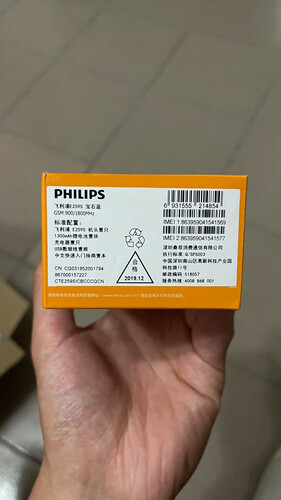 PHILIPS
飞利浦E259S 宝石蓝
GSM:900/1800MHz
标准配置:
飞利浦 E259S 机头壹只
1300mAh锂电池壹块
充电器壹只
USB数据线壹根
中文快速入门指南壹本
CN: CQ031952001794
867000157227
CTE259S/CBCCCQCN
合格
2019.12
6 931555 214854
IMEI 1:863959041541569
IMEI 2:863959041541577
深圳桑菲消费通信有限公司
执行标准: Q/SPS003
中国深圳南山区高新科技产业园
科技路11号
邮政编码: 518057
服务热线: 4008 868 001